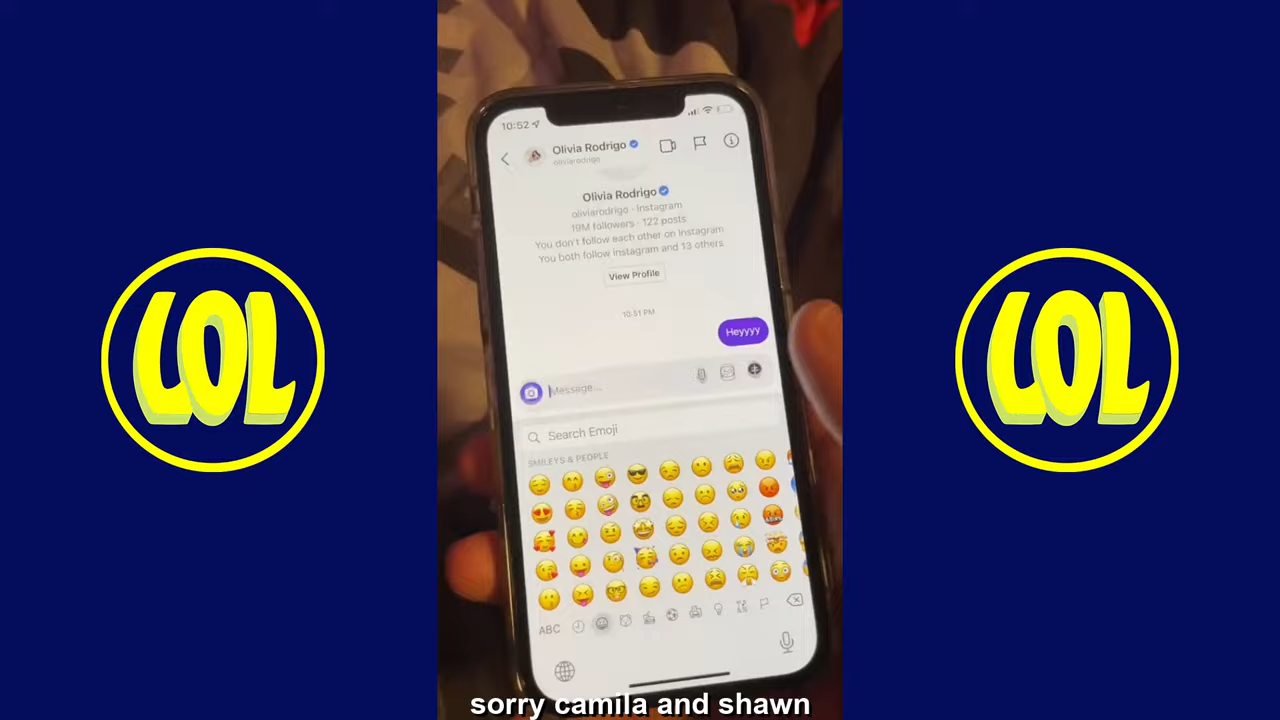 10:52
Olivia Rodrigo
oliviarodrigo
Olivia Rodrigo
oliviarodrigo - Instagram
19M followers · 122 posts
You don't follow each other on Instagram
You both follow instagram and 13 others
View Profile
10:51 PM
Heyyyy
Message...
Search Emoji
SMILEYS & PEOPLE
ABC
LOL
LOL
sorry camila and shawn